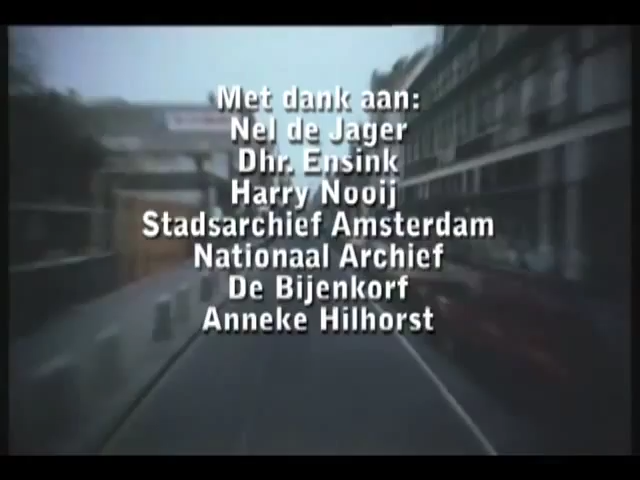 Met dank aan:
Nel de Jager
Dhr. Ensink
Harry Nooij
Stadsarchief Amsterdam
Nationaal Archief
De Bijenkorf
Anneke Hilhorst